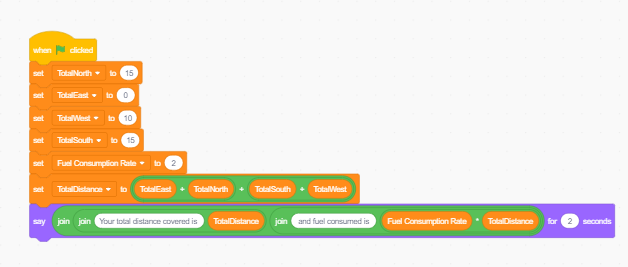 when clicked
set TotalNorth to 15
set TotalEast to 0
set TotalWest to 10
set TotalSouth to 15
set Fuel Consumption Rate to 2
set TotalDistance to TotalEast + TotalNorth + TotalSouth + TotalWest
say join join Your total distance covered is TotalDistance join and fuel consumed is Fuel Consumption Rate * TotalDistance for 2 seconds